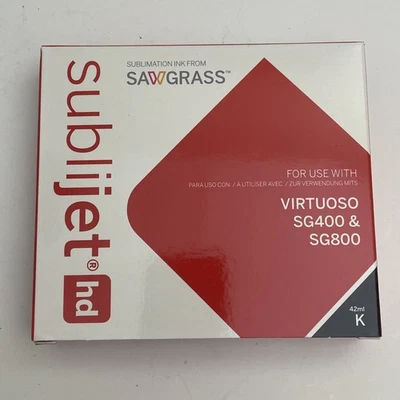 sublijet® hd
SUBLIMATION INK FROM
SAWGRASS™
FOR USE WITH
PARA USO CON / À UTILISER AVEC / ZUR VERWENDUNG MITS
VIRTUOSO
SG400 &
SG800
42ml
K